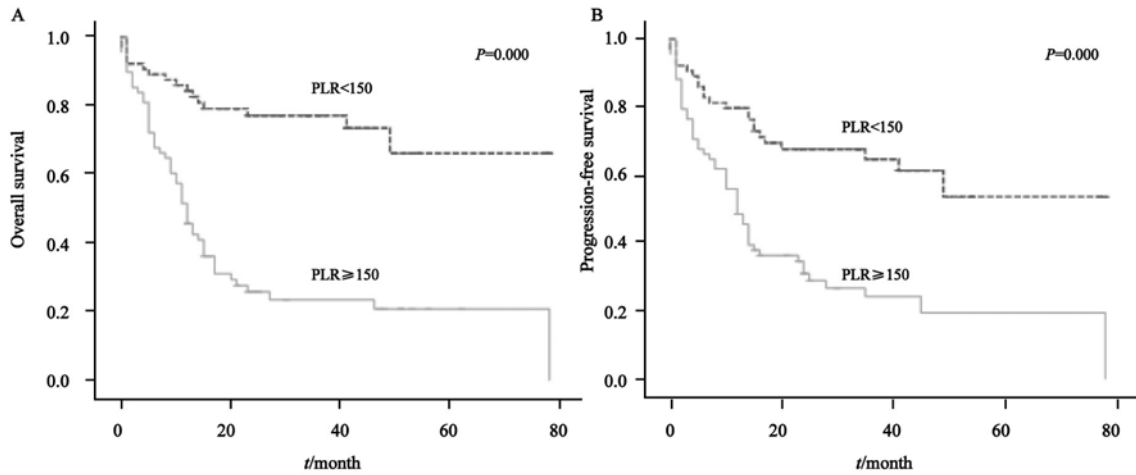 A
1.0
0.8
0.6
0.4
0.2
0.0
Overall survival
P=0.000
PLR<150
PLR≥150
0 20 40 60 80
t/month
B
1.0
0.8
0.6
0.4
0.2
0.0
Progression-free survival
P=0.000
PLR<150
PLR≥150
0 20 40 60 80
t/month